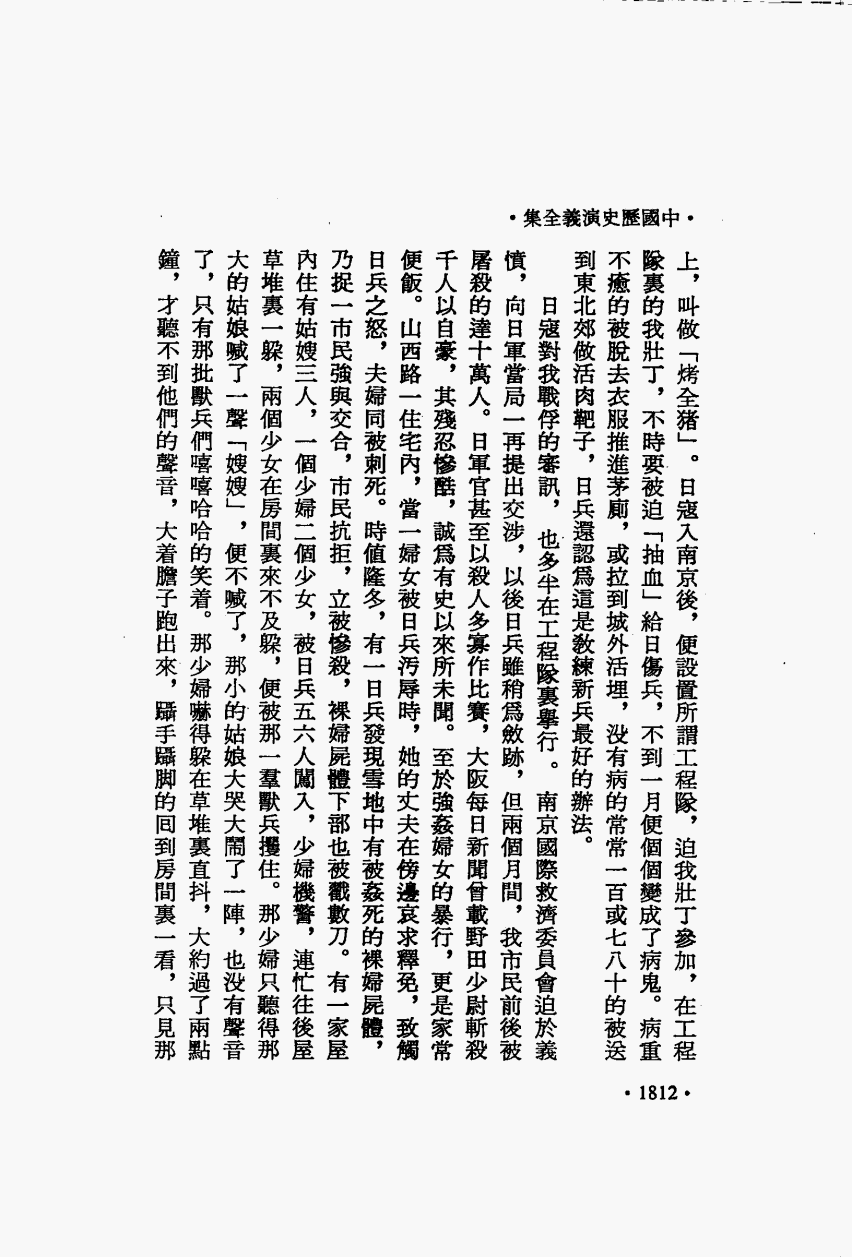 •中國歷史演義全集•
上，叫做「烤全猪」。日寇入南京後，便設置所謂工程隊，迫我壯丁參加，在工程
隊裏的我壯丁，不時要被迫「抽血」給日傷兵，不到一月便個個變成了病鬼。病重
不癒的被脫去衣服推進茅廁，或拉到城外活埋，没有病的常常一百或七八十的被送
到東北郊做活肉靶子，日兵還認爲這是教練新兵最好的辦法。
日寇對我戰俘的審訊，也多半在工程隊裏舉行。南京國際救濟委員會迫於義
憤，向日軍當局一再提出交涉，以後日兵雖稍爲斂跡，但兩個月間，我市民前後被
屠殺的達十萬人。日軍官甚至以殺人多寡作比賽，大阪每日新聞曾載野田少尉斬殺
千人以自豪，其殘忍慘酷，誠爲有史以來所未聞。至於強姦婦女的暴行，更是家常
便飯。山西路一住宅內，當一婦女被日兵汚辱時，她的丈夫在傍邊哀求釋免，致觸
日兵之怒，夫婦同被刺死。時值隆冬，有一日兵發現雪地中有被姦死的裸婦屍體，
乃捉一市民強與交合，市民抗拒，立被慘殺，裸婦屍體下部也被戳數刀。有一家屋
內住有姑嫂三人，一個少婦二個少女，被日兵五六人闖入，少婦機警，連忙往後屋
草堆裏一躲，兩個少女在房間裏來不及躲，便被那一羣獸兵攫住。那少婦只聽得那
大的姑娘喊了一聲「嫂嫂」，便不喊了，那小的姑娘大哭大鬧了一陣，也没有聲音
了，只有那批獸兵們嘻嘻哈哈的笑着。那少婦嚇得躲在草堆裏直抖，大約過了兩點
鐘，才聽不到他們的聲音，大着膽子跑出來，躡手躡脚的囘到房間裏一看，只見那
•1812•